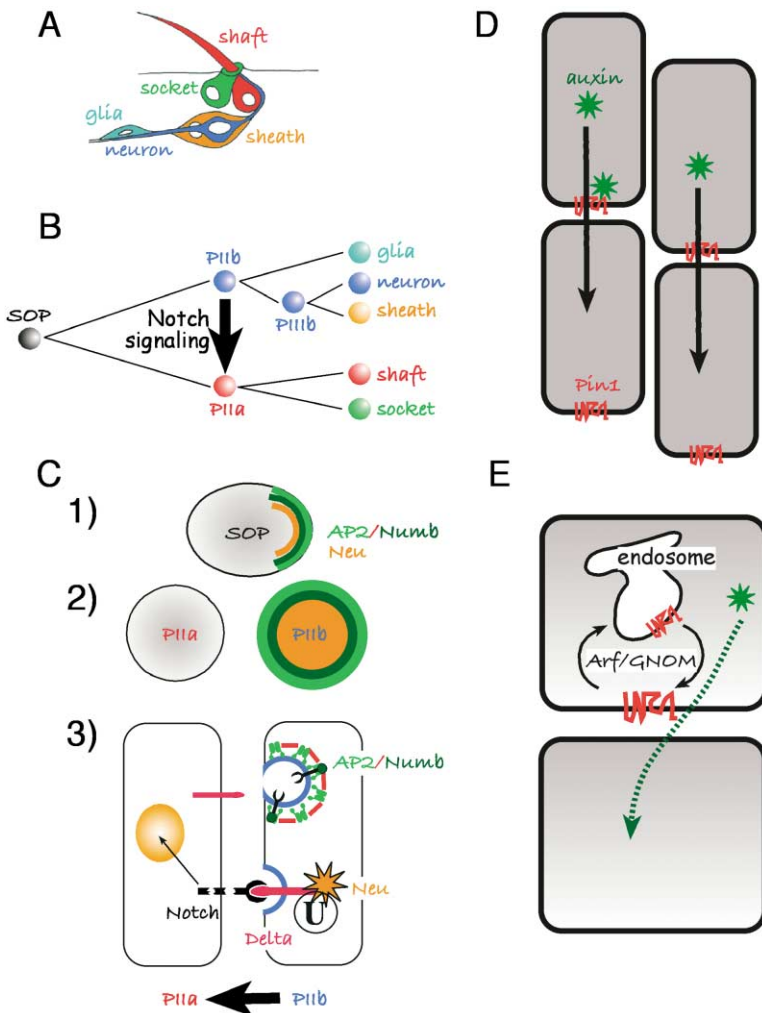 A
shaft
socket
glia
neuron
sheath
B
SOP
PIIb
Notch
signaling
PIIa
PIIIb
glia
neuron
sheath
shaft
socket
C
1)
SOP
AP2/Numb
Neu
2)
PIIa
PIIb
3)
AP2/Numb
Notch
Neu
U
Delta
PIIa
PIIb
D
auxin
Pin1
E
endosome
Arf/GNOM